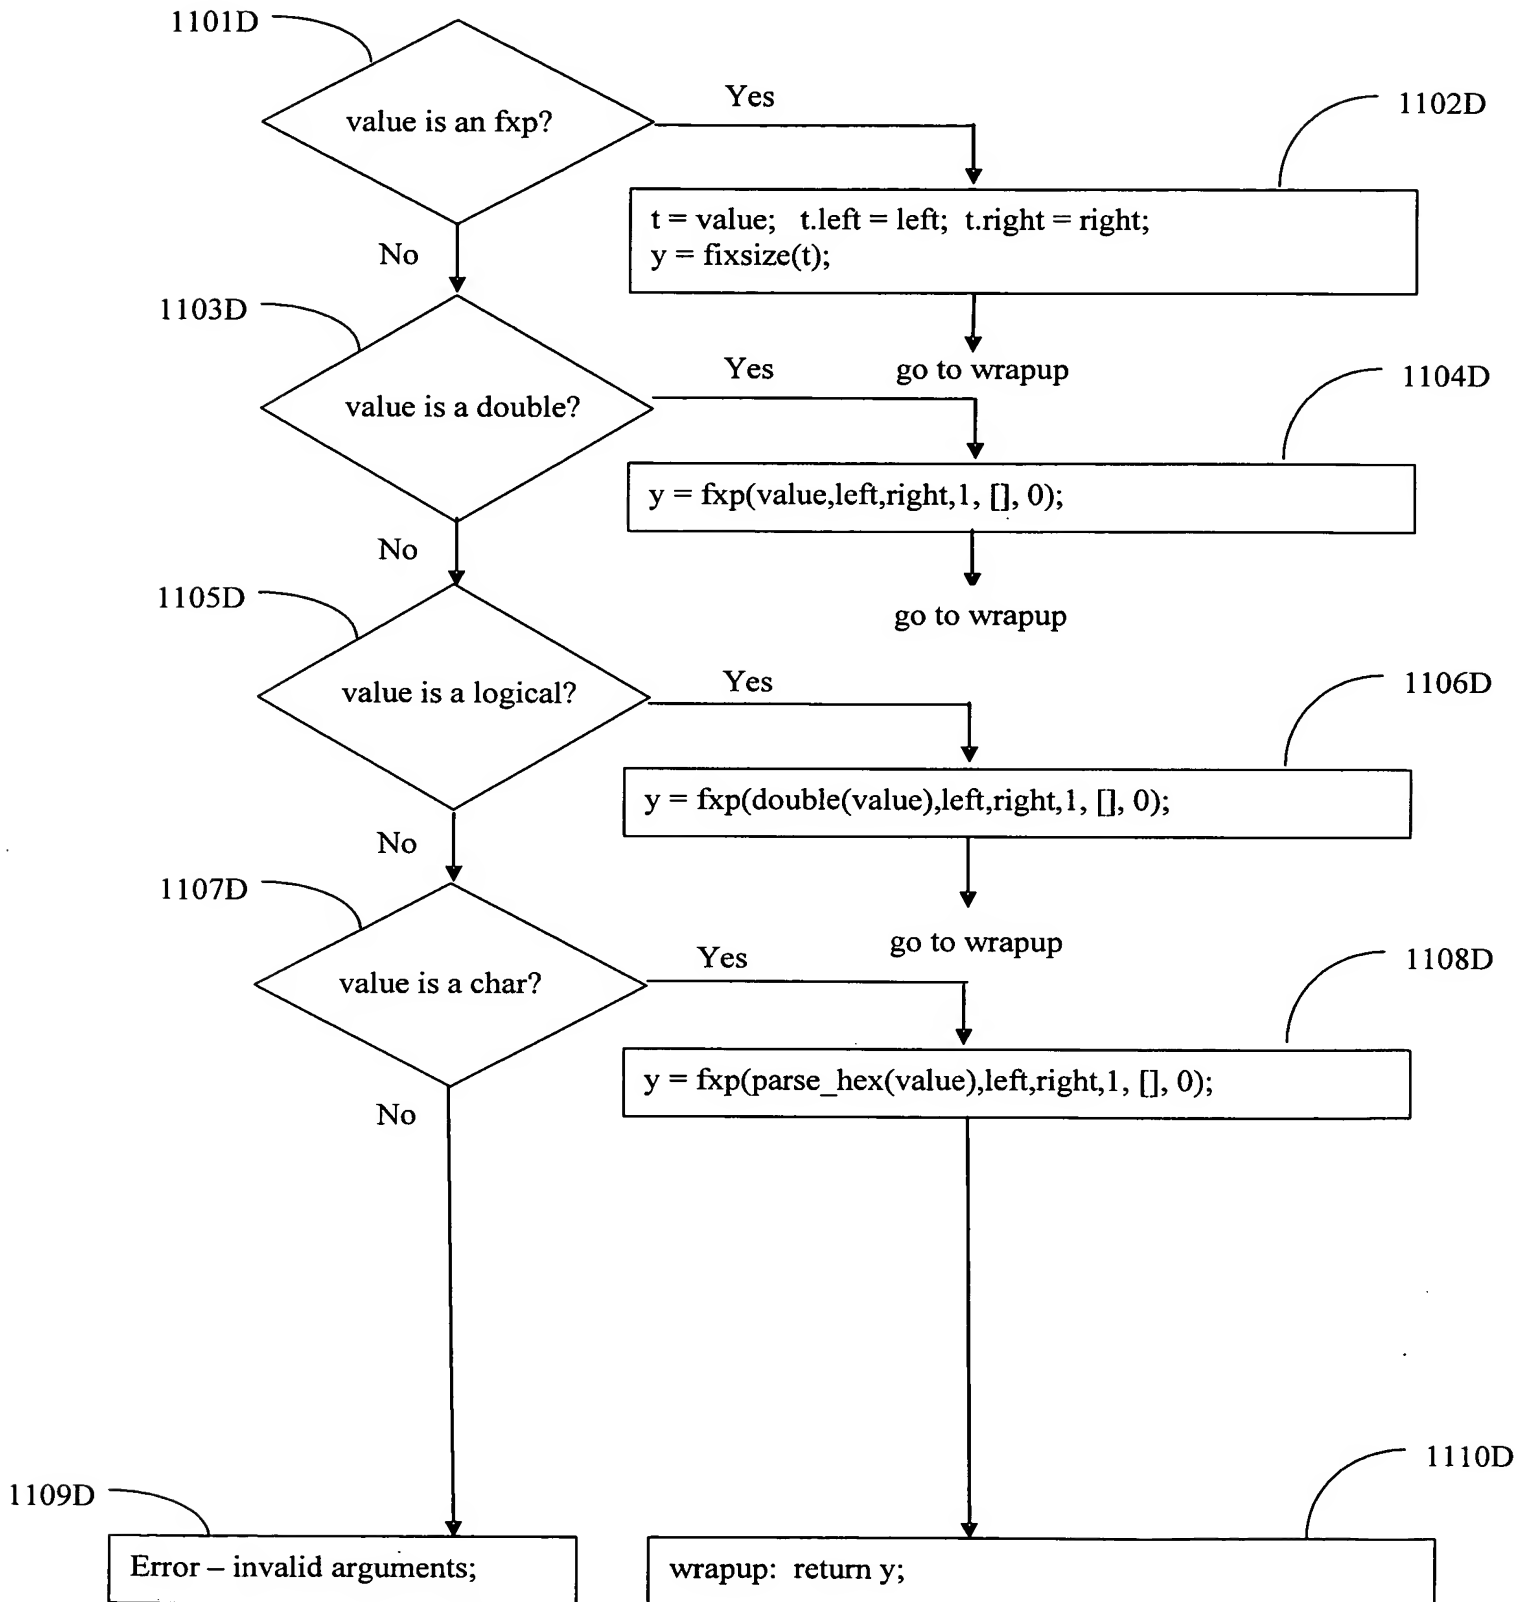 1101D
value is an fxp?
Yes
1102D
t = value;   t.left = left;  t.right = right;
y = fixsize(t);
No
1103D
value is a double?
Yes
go to wrapup
1104D
y = fxp(value,left,right,1, [], 0);
No
1105D
go to wrapup
value is a logical?
Yes
1106D
y = fxp(double(value),left,right,1, [], 0);
No
1107D
go to wrapup
value is a char?
Yes
1108D
y = fxp(parse_hex(value),left,right,1, [], 0);
No
1110D
1109D
Error – invalid arguments;
wrapup:  return y;